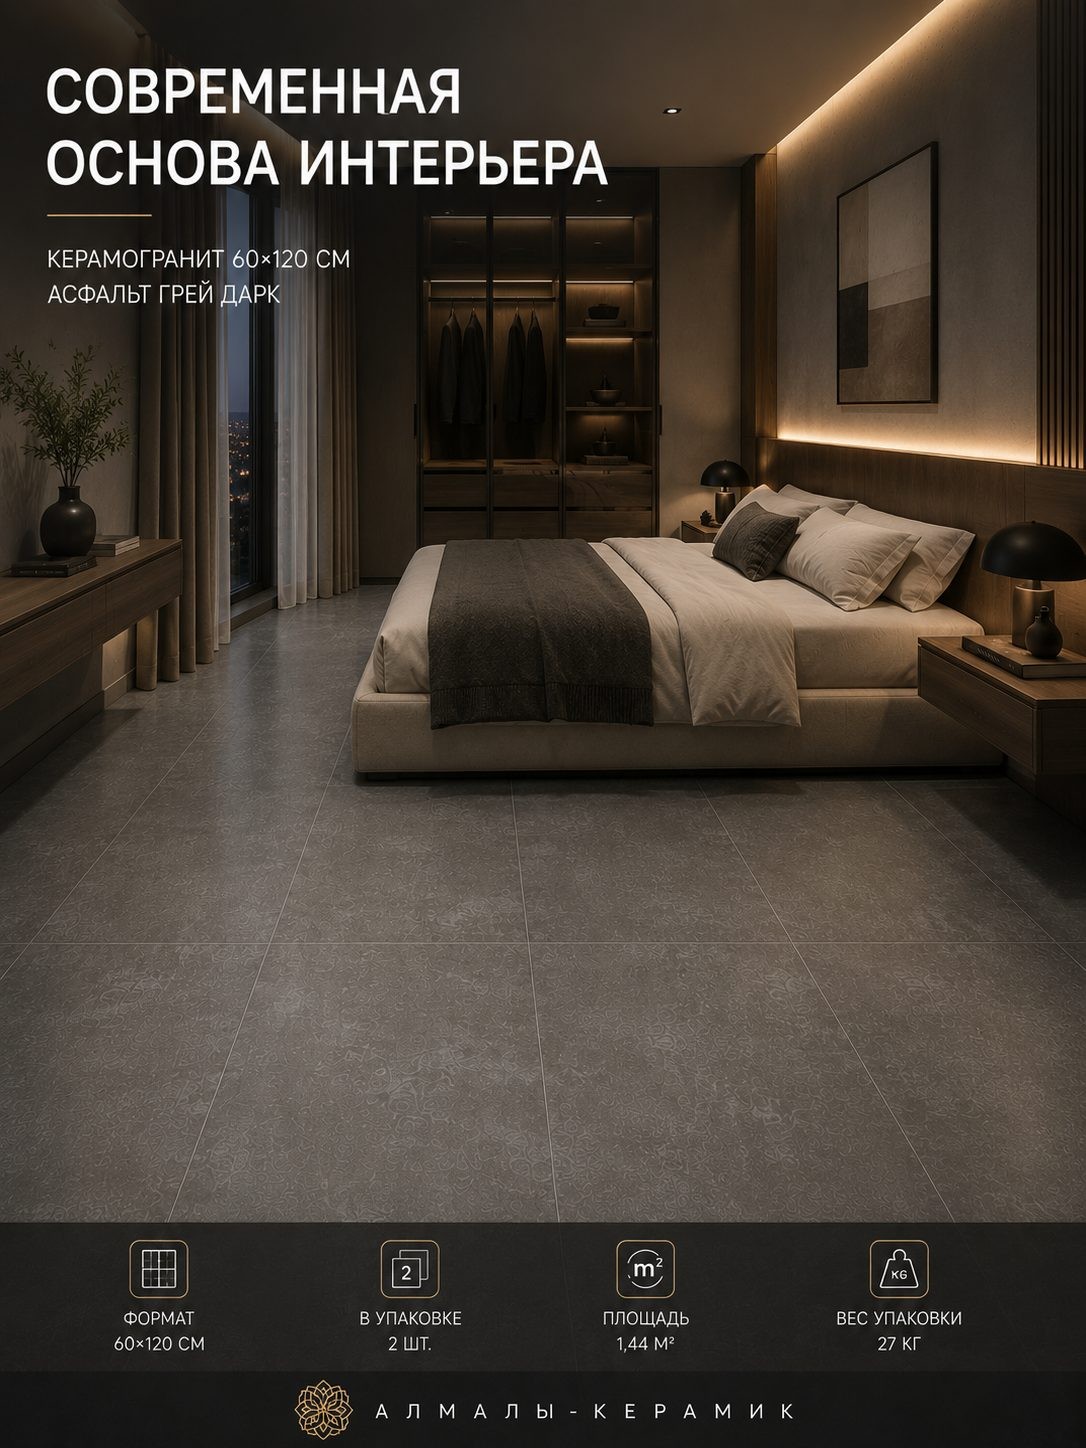 СОВРЕМЕННАЯ
ОСНОВА ИНТЕРЬЕРА
КЕРАМОГРАНИТ 60×120 СМ
АСФАЛЬТ ГРЕЙ ДАРК
2
m²
KG
ФОРМАТ
60×120 СМ
В УПАКОВКЕ
2 ШТ.
ПЛОЩАДЬ
1,44 М²
ВЕС УПАКОВКИ
27 КГ
АЛМАЛЫ-КЕРАМИК